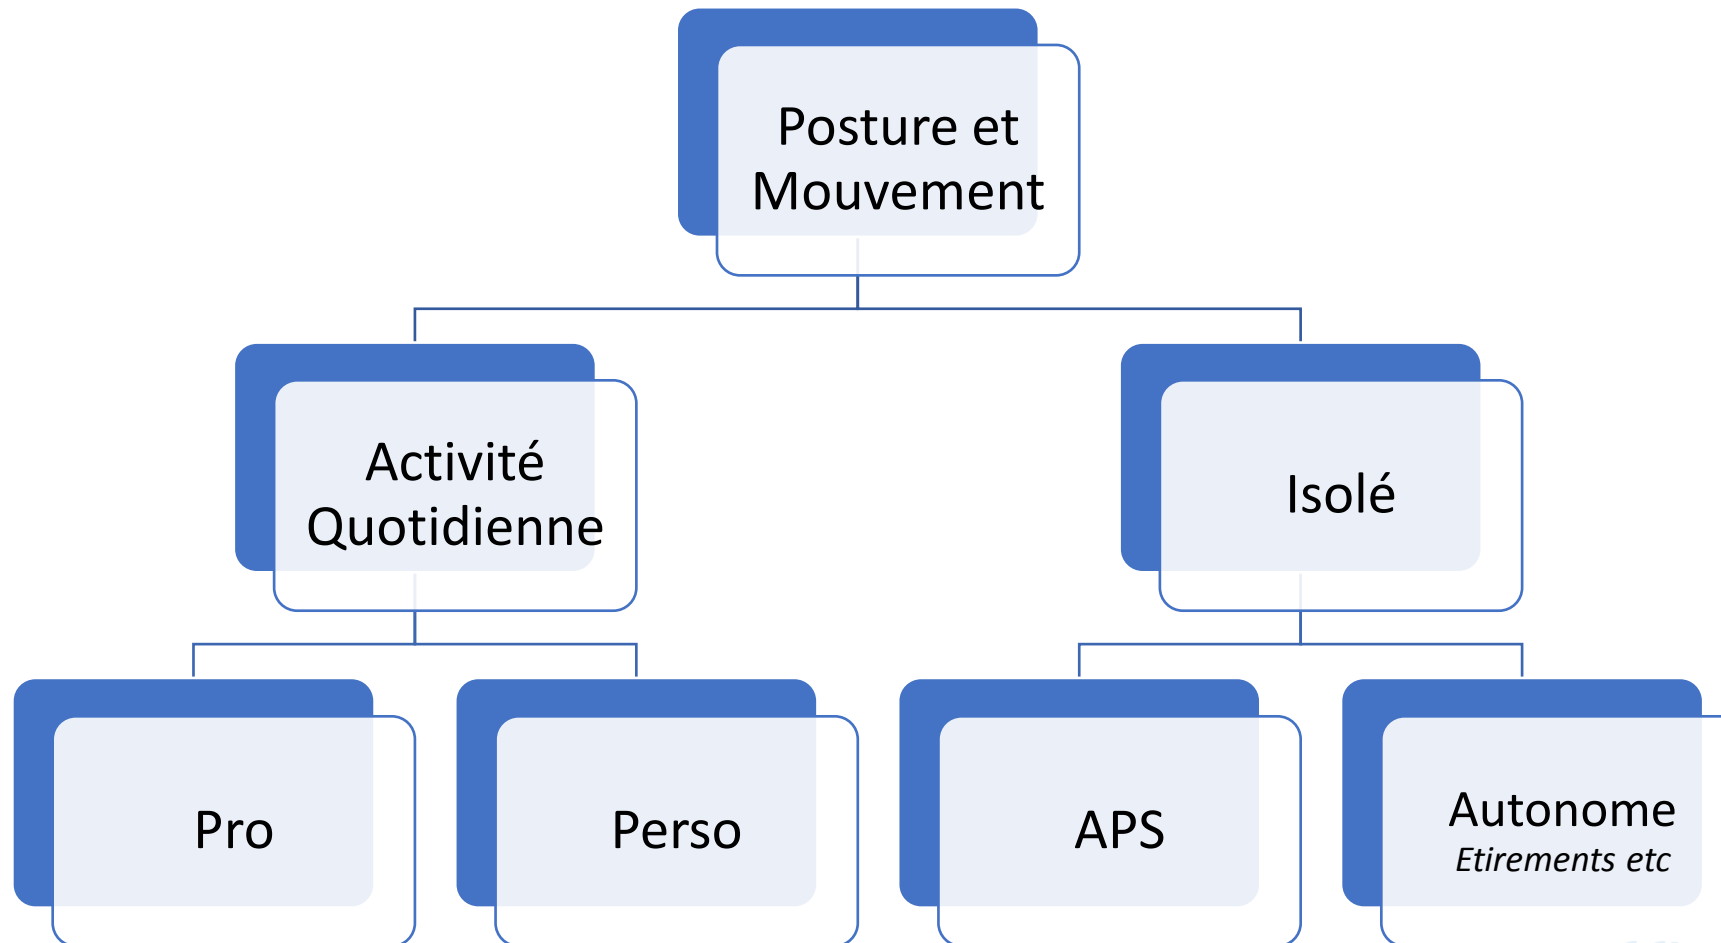 Posture et
Mouvement
Activité
Quotidienne
Isolé
Pro
Perso
APS
Autonome
Etirements etc